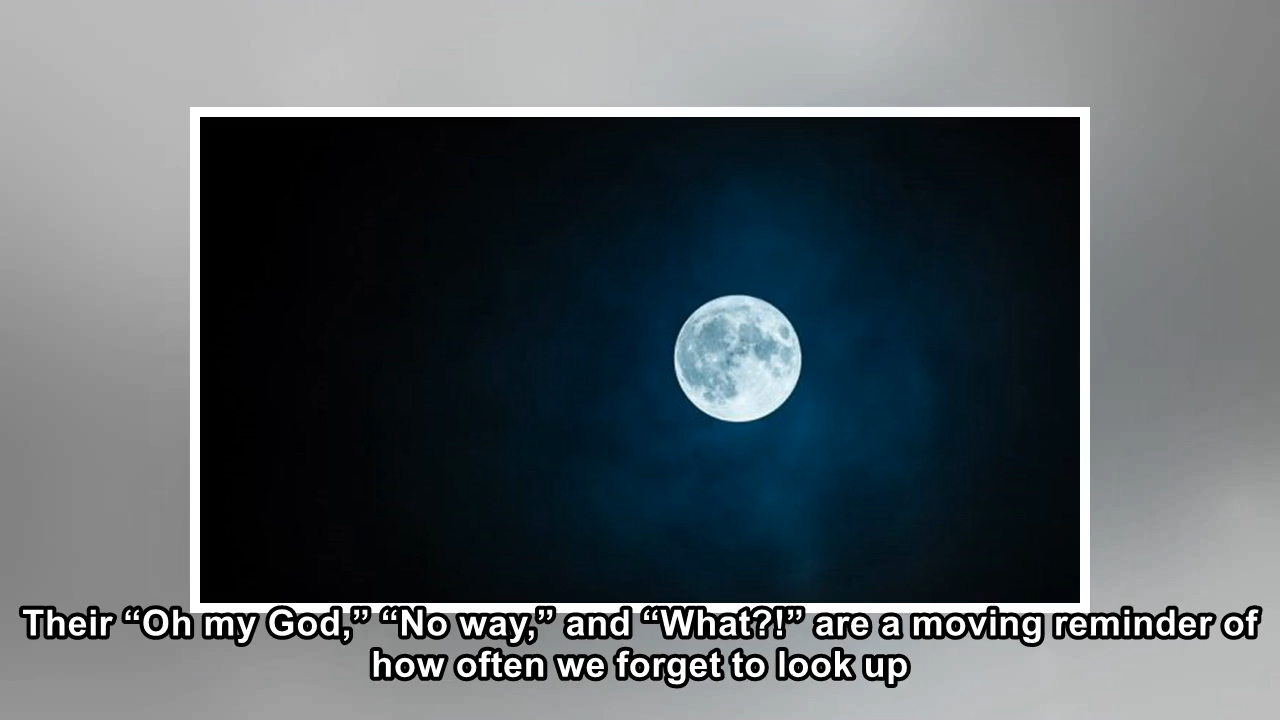 Their “Oh my God,” “No way,” and “What?!” are a moving reminder of
how often we forget to look up